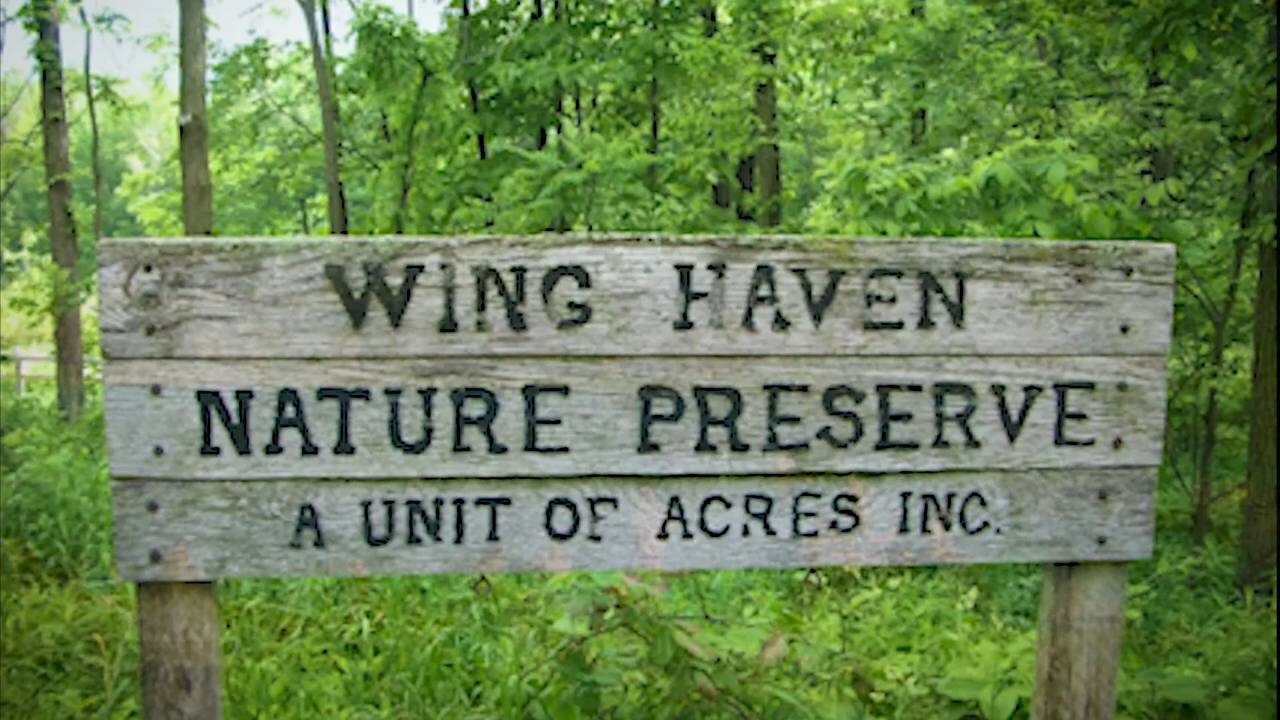 WING HAVEN
NATURE PRESERVE
A UNIT OF ACRES INC.